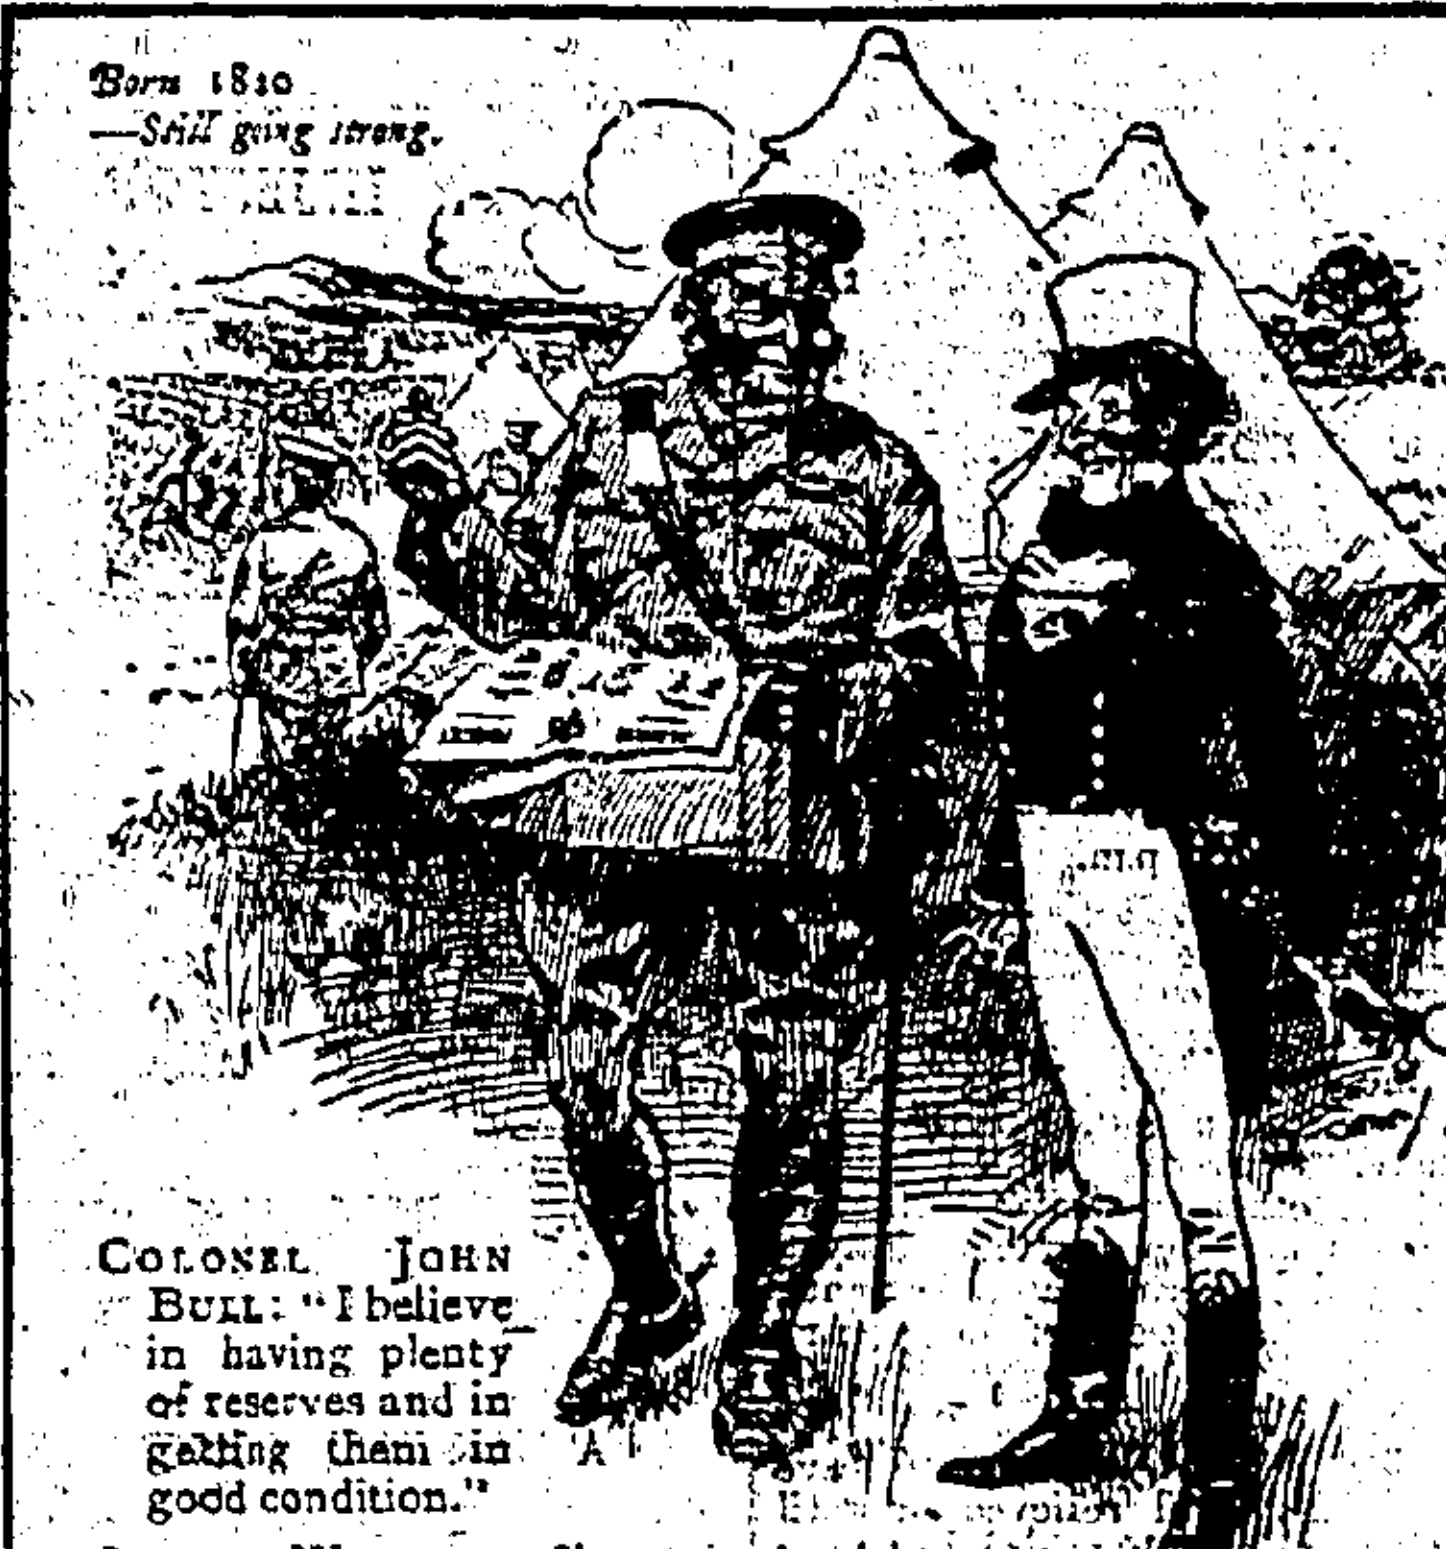 Born 1820
—Still going strong.
COLONEL JOHN
BULL: "I believe
in having plenty
of reserves and in
getting them in
good condition."